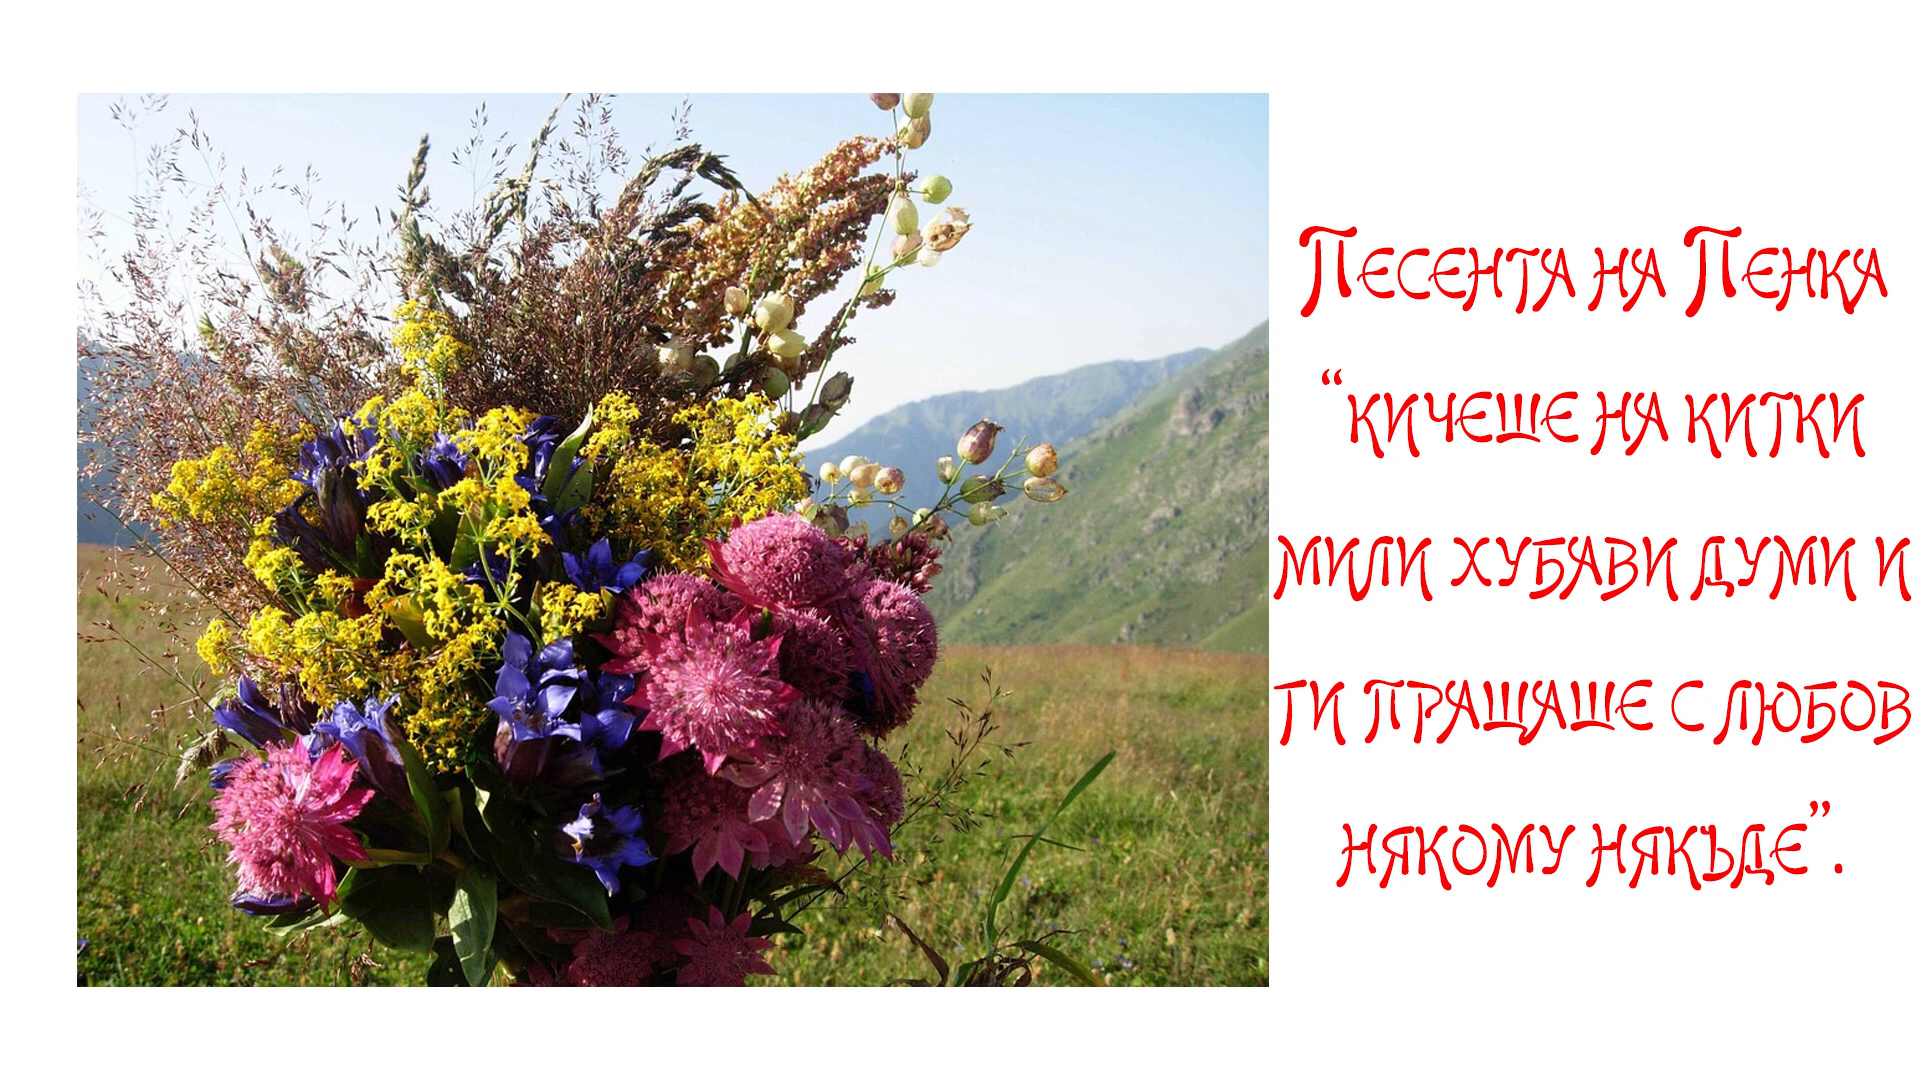 Песента на Пенка
“кичеше на китки
мили хубави думи и
ги пращаше с любов
някому някъде”.